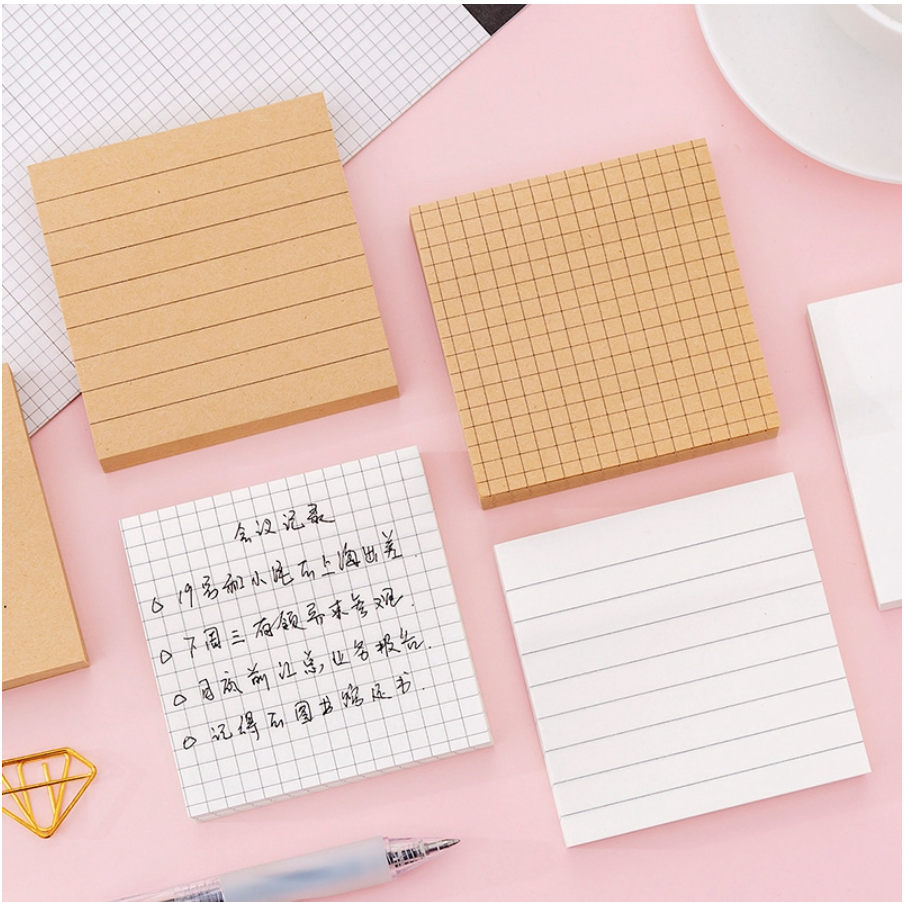 会议记录
19号和小张去上海出差.
下周三有领导来参观.
月底前汇总业务报告.
记得去图书馆还书.